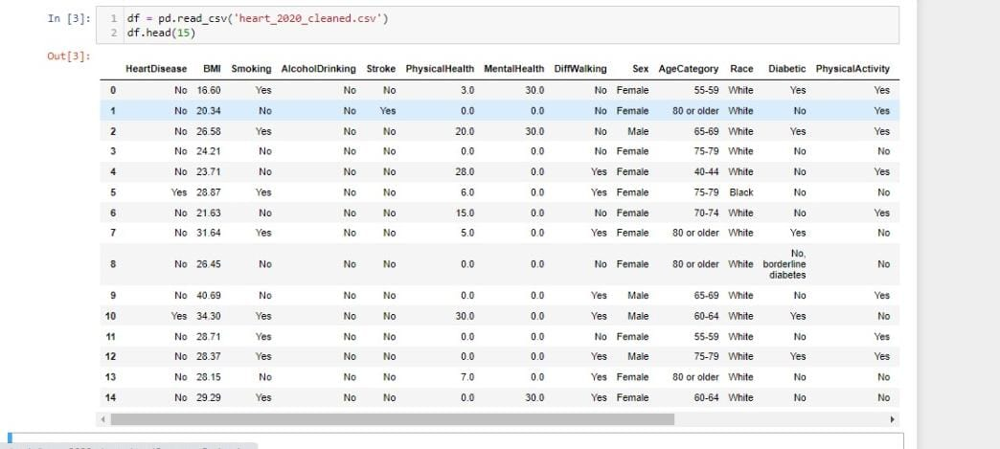 In [3]: 1 df = pd.read_csv('heart_2020_cleaned.csv')
2 df.head(15)
Out[3]:
HeartDisease BMI Smoking AlcoholDrinking Stroke PhysicalHealth MentalHealth DiffWalking Sex AgeCategory Race Diabetic PhysicalActivity
0 No 16.60 Yes No No 3.0 30.0 No Female 55-59 White Yes Yes
1 No 20.34 No No Yes 0.0 0.0 No Female 80 or older White No Yes
2 No 26.58 Yes No No 20.0 30.0 No Male 65-69 White Yes Yes
3 No 24.21 No No No 0.0 0.0 No Female 75-79 White No No
4 No 23.71 No No No 28.0 0.0 Yes Female 40-44 White No Yes
5 Yes 28.87 Yes No No 6.0 0.0 Yes Female 75-79 Black No No
6 No 21.63 No No No 15.0 0.0 No Female 70-74 White No Yes
7 No 31.64 Yes No No 5.0 0.0 Yes Female 80 or older White Yes No
8 No 26.45 No No No 0.0 0.0 No Female 80 or older White No, borderline diabetes No
9 No 40.69 No No No 0.0 0.0 Yes Male 65-69 White No Yes
10 Yes 34.30 Yes No No 30.0 0.0 Yes Male 60-64 White Yes No
11 No 28.71 Yes No No 0.0 0.0 No Female 55-59 White No Yes
12 No 28.37 Yes No No 0.0 0.0 Yes Male 75-79 White Yes Yes
13 No 28.15 No No No 7.0 0.0 Yes Female 80 or older White No No
14 No 29.29 Yes No No 0.0 30.0 Yes Female 60-64 White No No